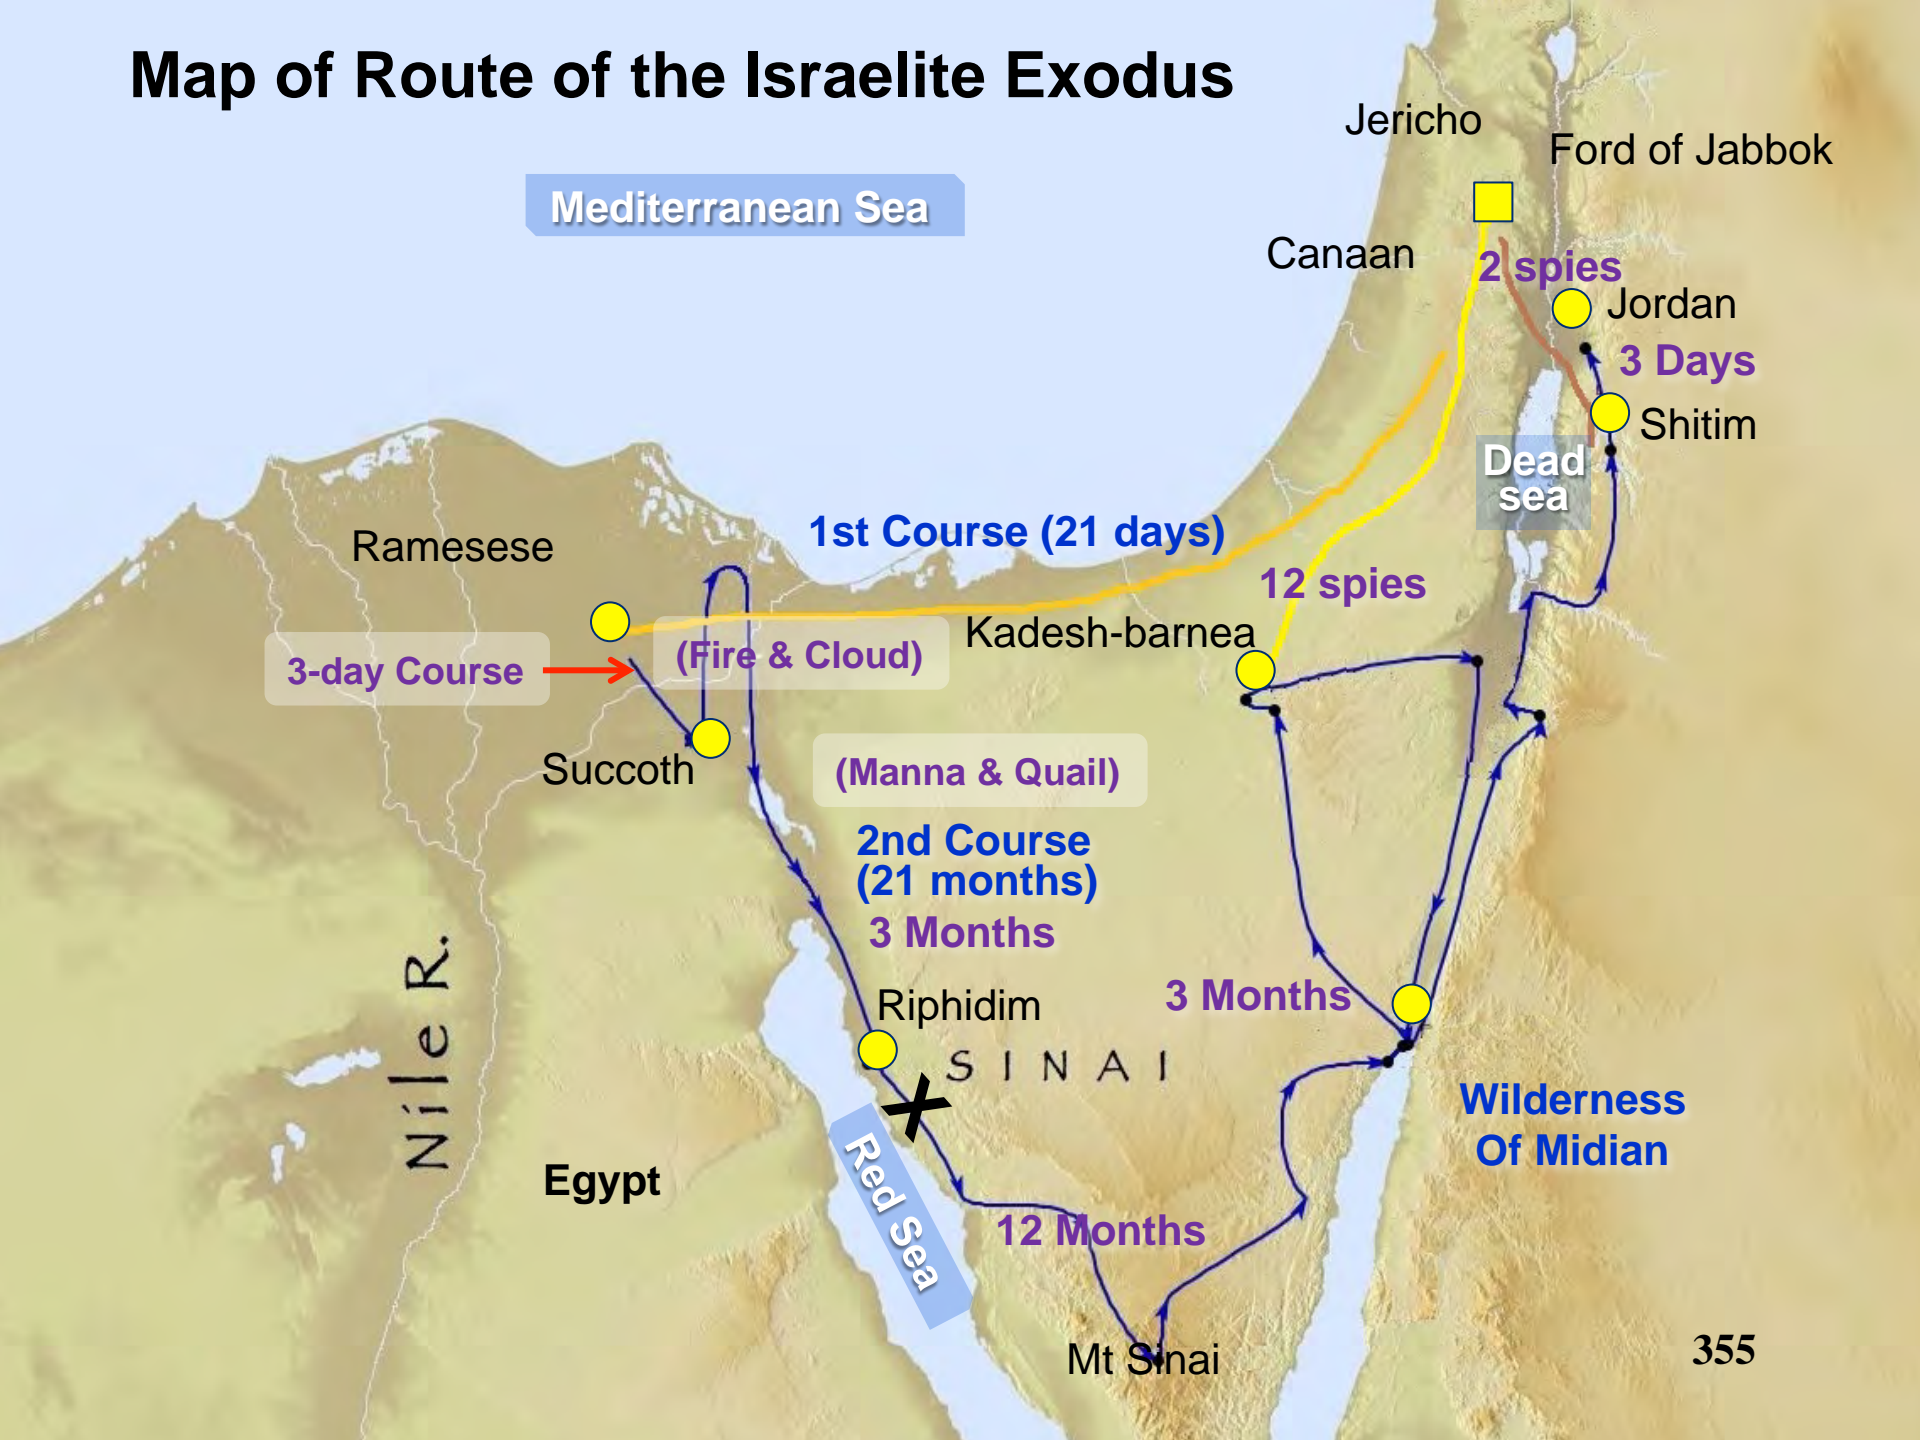 Map of Route of the Israelite Exodus
Jericho
Ford of Jabbok
Mediterranean Sea
Canaan
2 spies
Jordan
3 Days
Shitim
Dead
sea
1st Course (21 days)
Ramesese
12 spies
Kadesh-barnea
(Fire & Cloud)
3-day Course
Succoth
(Manna & Quail)
2nd Course
(21 months)
3 Months
Nile R.
Riphidim
3 Months
SINAI
Wilderness
Of Midian
Red Sea
Egypt
12 Months
Mt Sinai
355